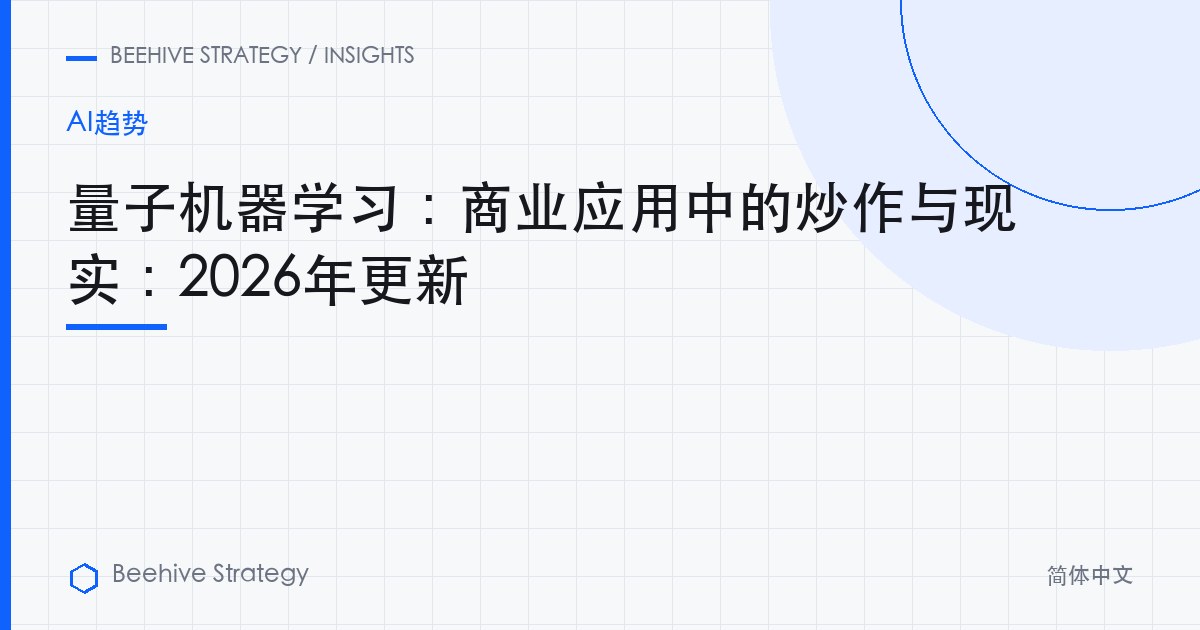 BEEHIVE STRATEGY / INSIGHTS
AI趋势
量子机器学习：商业应用中的炒作与现
实：2026年更新
Beehive Strategy
简体中文